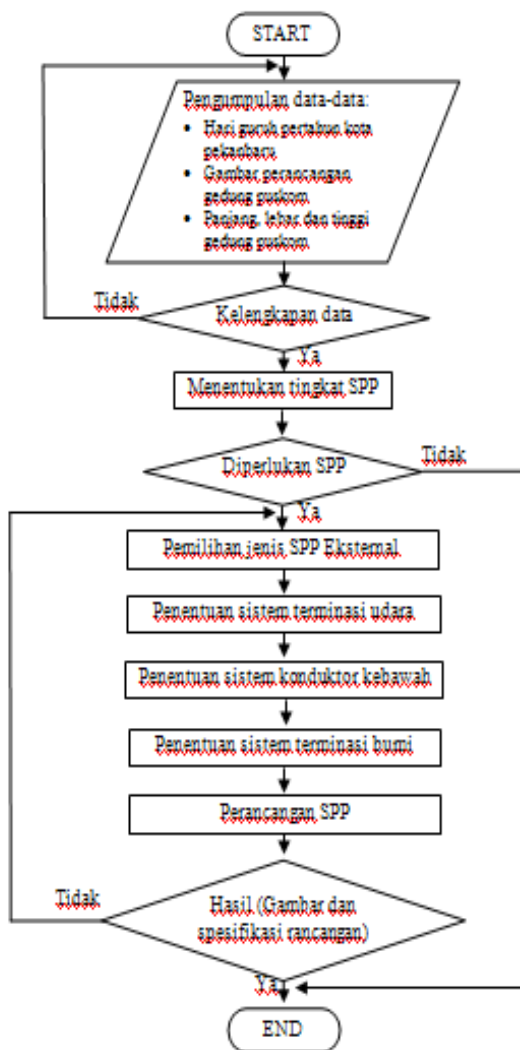 START
Pengumpulan data-data:
• Hari guruh pertahun kota
pekanbaru
• Gambar perancangan
gedung puskom
• Panjang, lebar dan tinggi
gedung puskom
Tidak
Kelengkapan data
Ya
Menentukan tingkat SPP
Diperlukan SPP
Tidak
Ya
Pemilihan jenis SPP Eksternal
Penentuan sistem terminasi udara
Penentuan sistem konduktor kebawah
Penentuan sistem terminasi bumi
Perancangan SPP
Tidak
Hasil (Gambar dan
spesifikasi rancangan)
Ya
END